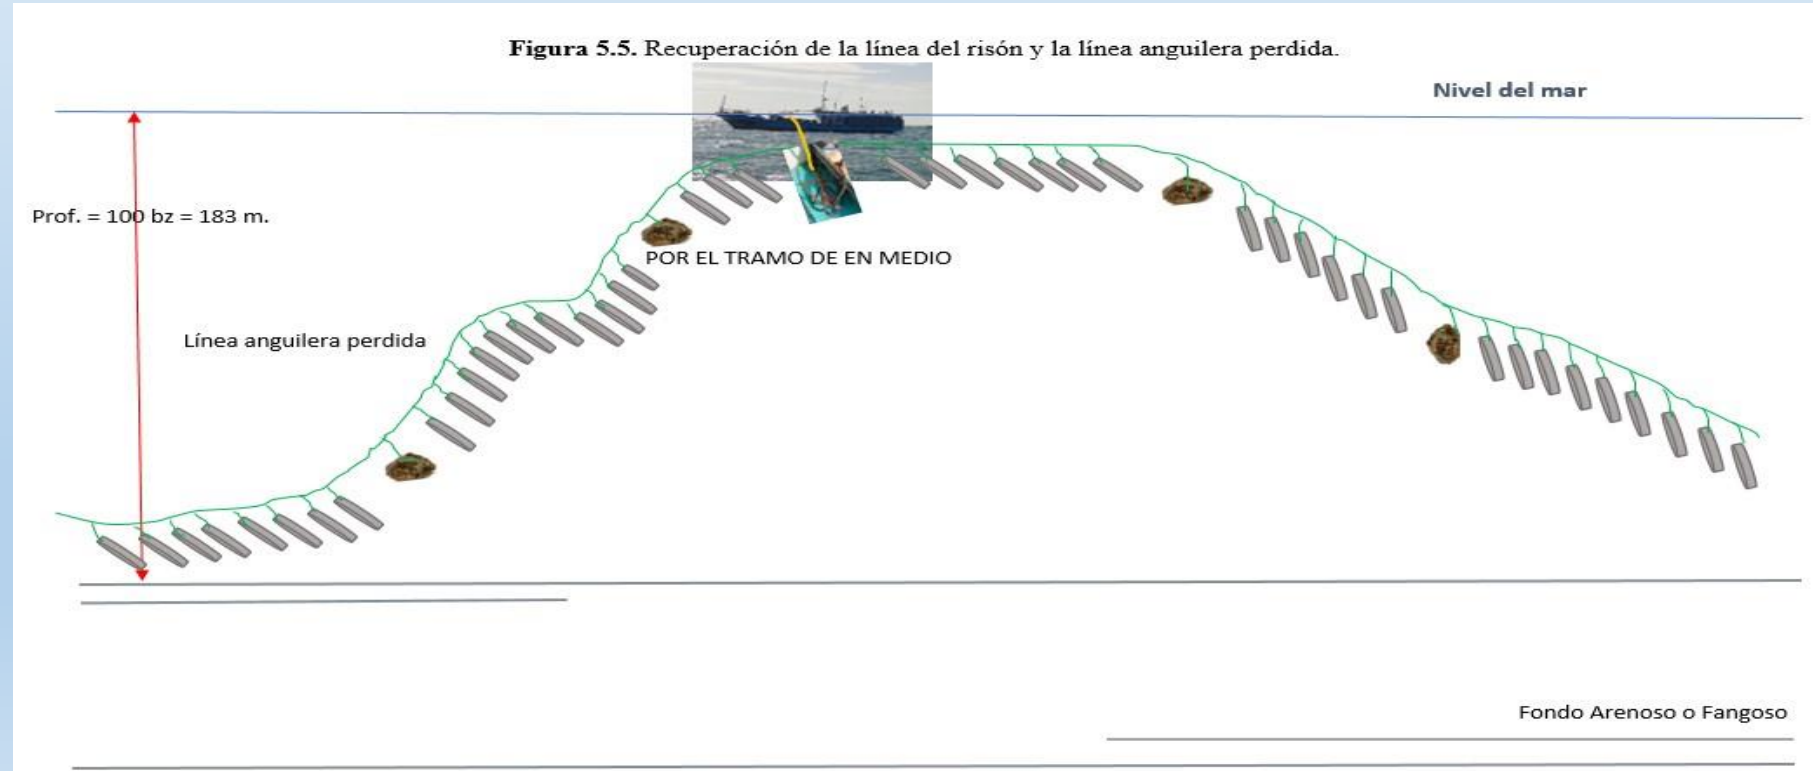 Figura 5.5. Recuperación de la línea del risón y la línea anguilera perdida.
Nivel del mar
Prof. = 100 bz = 183 m.
POR EL TRAMO DE EN MEDIO
Línea anguilera perdida
Fondo Arenoso o Fangoso